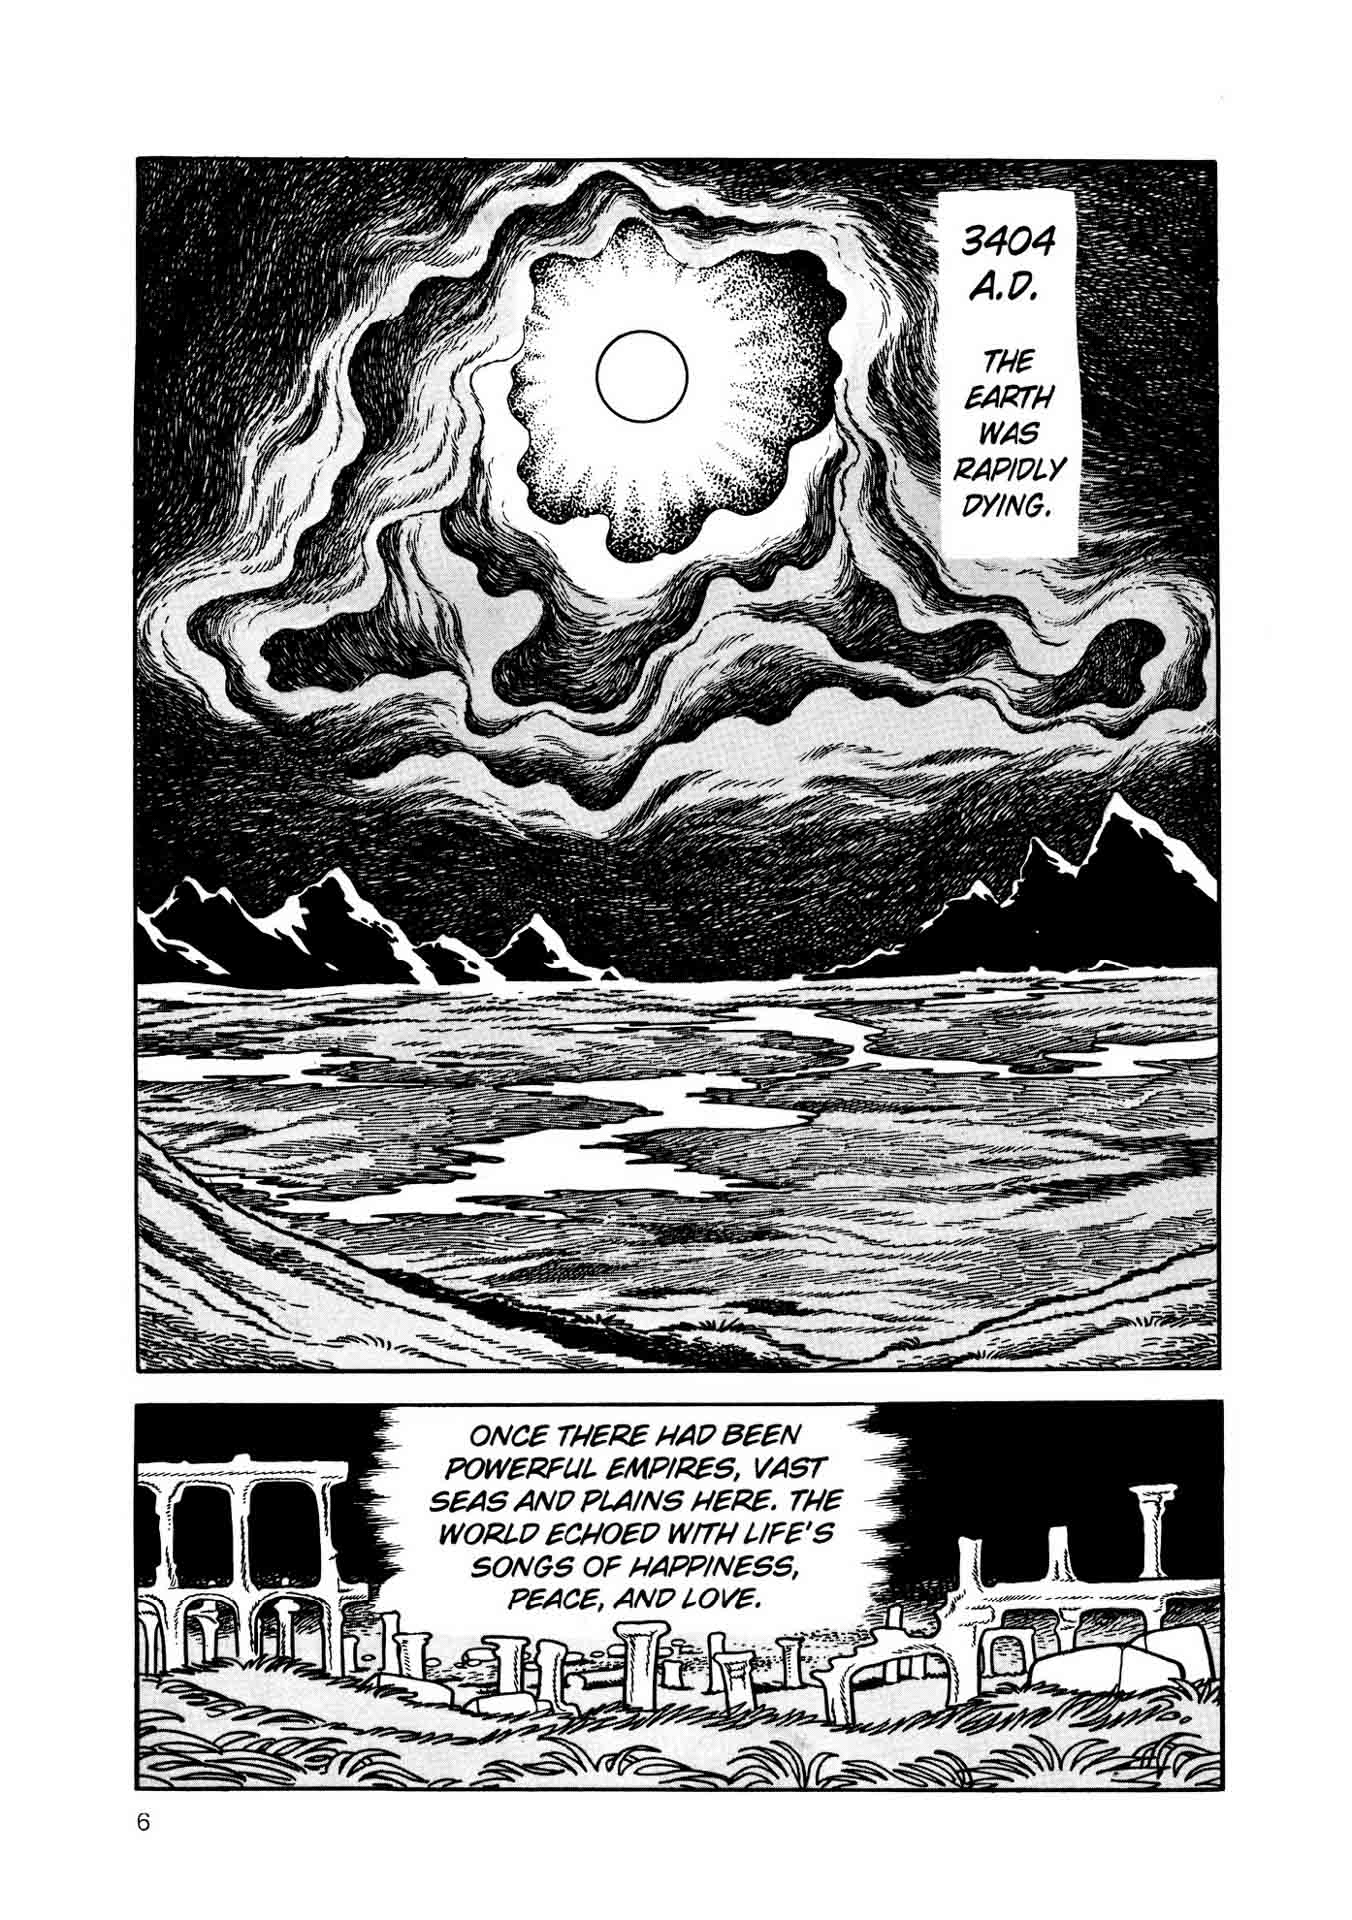 3404
A.D.
THE
EARTH
WAS
RAPIDLY
DYING.
ONCE THERE HAD BEEN
POWERFUL EMPIRES, VAST
SEAS AND PLAINS HERE. THE
WORLD ECHOED WITH LIFE'S
SONGS OF HAPPINESS,
PEACE, AND LOVE.
6